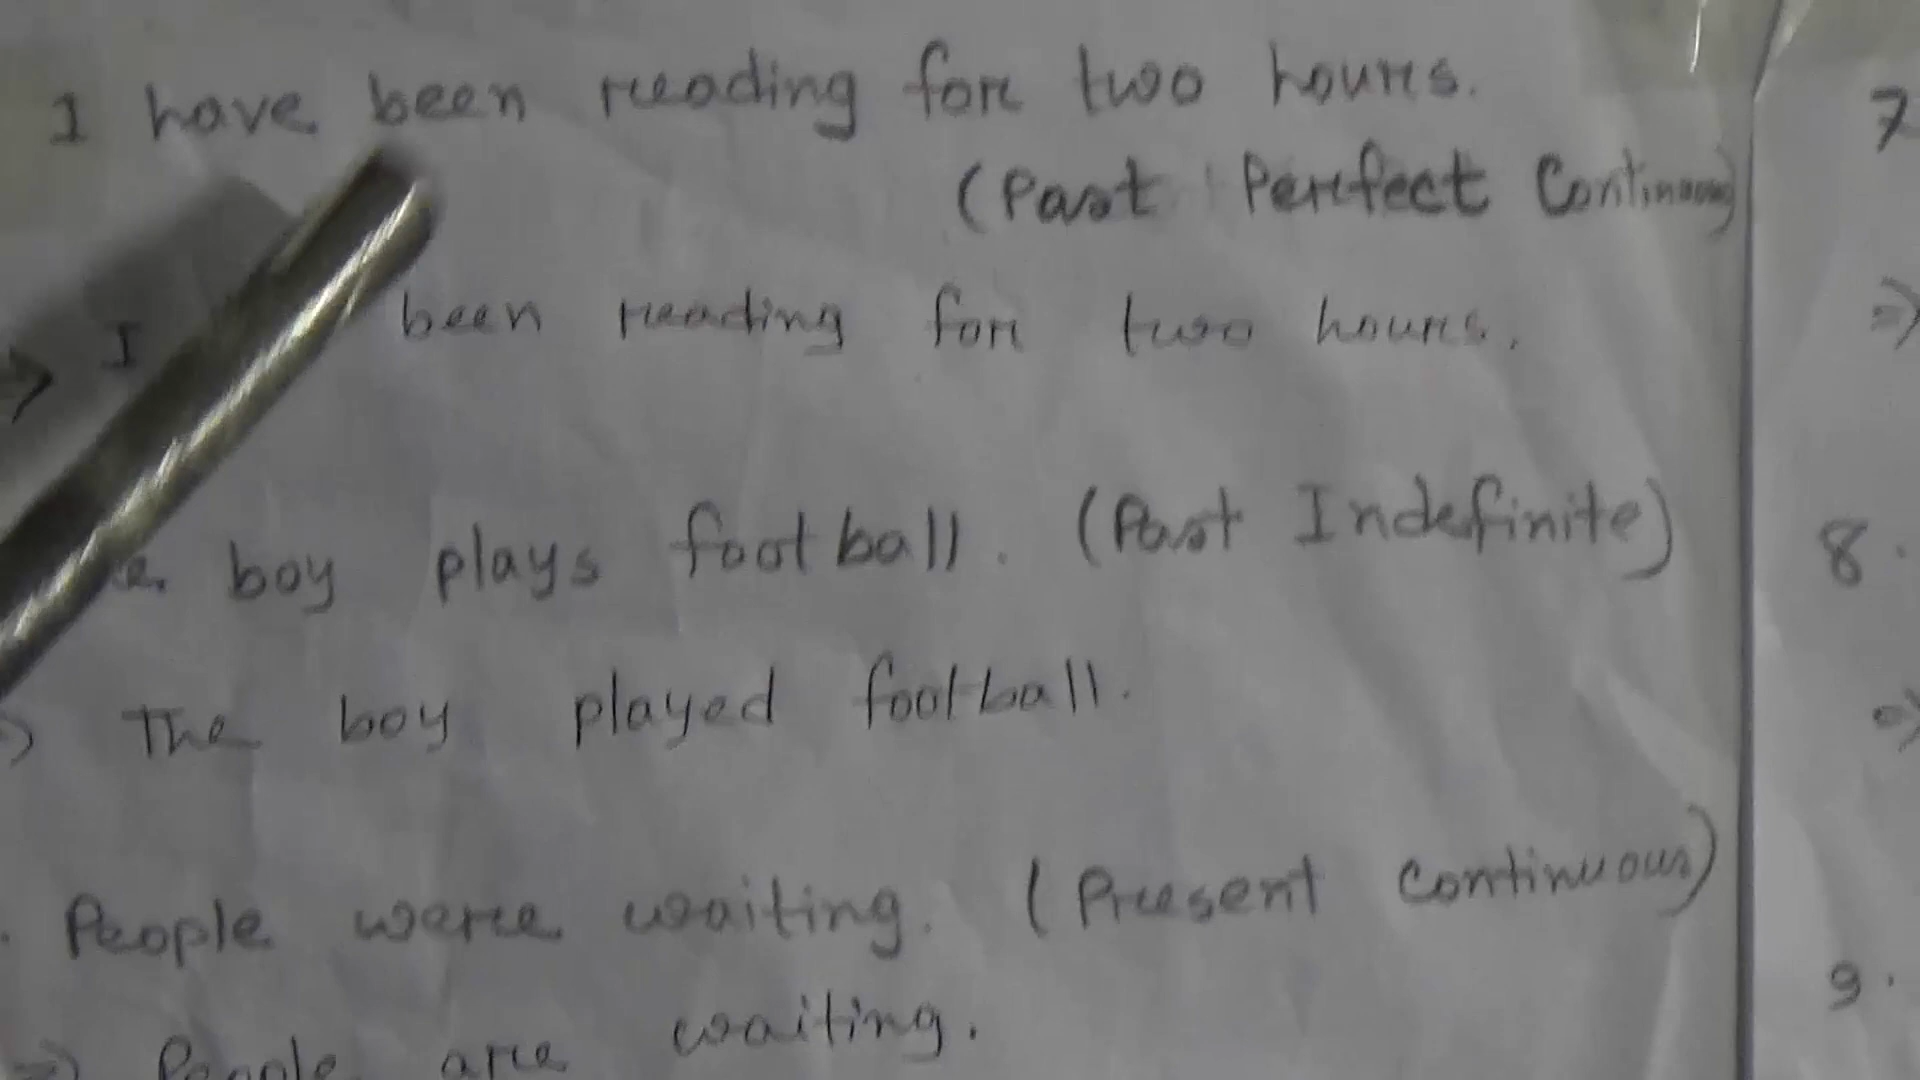 I have been reading for two hours.
(Past Perfect Continuous)
⇒ I been reading for two hours.
boy plays football. (Past Indefinite)
⇒ The boy played football.
People were waiting. (Present Continuous)
⇒ People are waiting.
7
⇒
8.
⇒
9.